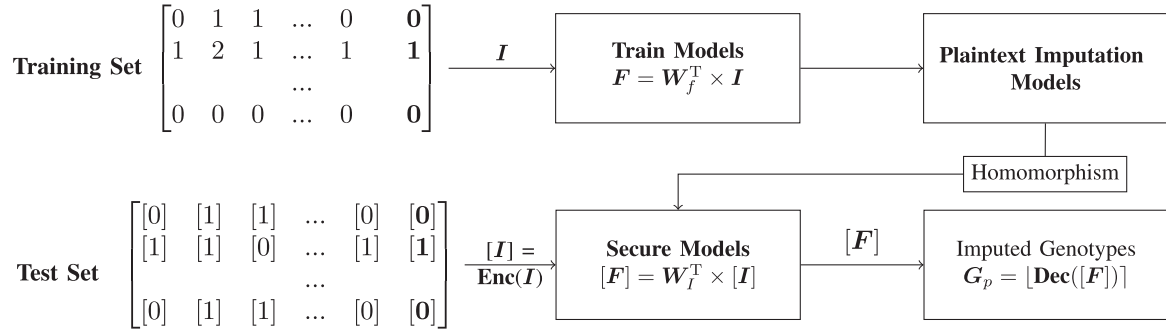 Training Set
0 1 1 ... 0 0
1 2 1 ... 1 1
...
0 0 0 ... 0 0
I
Train Models
F = W_f^T × I
Plaintext Imputation
Models
Homomorphism
Test Set
[0] [1] [1] ... [0] [0]
[1] [1] [0] ... [1] [1]
...
[0] [1] [1] ... [0] [0]
[I] =
Enc(I)
Secure Models
[F] = W_I^T × [I]
[F]
Imputed Genotypes
G_p = ⌊Dec([F])⌉